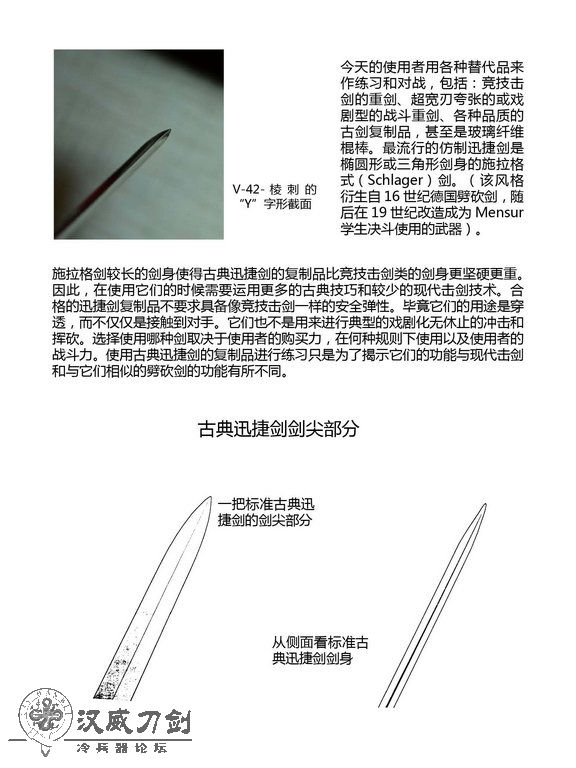 V-42-棱刺的
“Y”字形截面
今天的使用者用各种替代品来
作练习和对战，包括：竞技击
剑的重剑、超宽刃夸张的或戏
剧型的战斗重剑、各种品质的
古剑复制品，甚至是玻璃纤维
棍棒。最流行的仿制迅捷剑是
椭圆形或三角形剑身的施拉格
式（Schlager）剑。（该风格
衍生自16世纪德国劈砍剑，随
后在19世纪改造成为Mensur
学生决斗使用的武器）。
施拉格剑较长的剑身使得古典迅捷剑的复制品比竞技击剑类的剑身更坚硬更重。
因此，在使用它们的时候需要运用更多的古典技巧和较少的现代击剑技术。合
格的迅捷剑复制品不要求具备像竞技击剑一样的安全弹性。毕竟它们的用途是穿
透，而不仅仅是接触到对手。它们也不是用来进行典型的戏剧化无休止的冲击和
挥砍。选择使用哪种剑取决于使用者的购买力，在何种规则下使用以及使用者的
战斗力。使用古典迅捷剑的复制品进行练习只是为了揭示它们的功能与现代击剑
和与它们相似的劈砍剑的功能有所不同。
古典迅捷剑剑尖部分
一把标准古典迅
捷剑的剑尖部分
从侧面看标准古
典迅捷剑剑身
汉威刀剑
冷兵器论坛